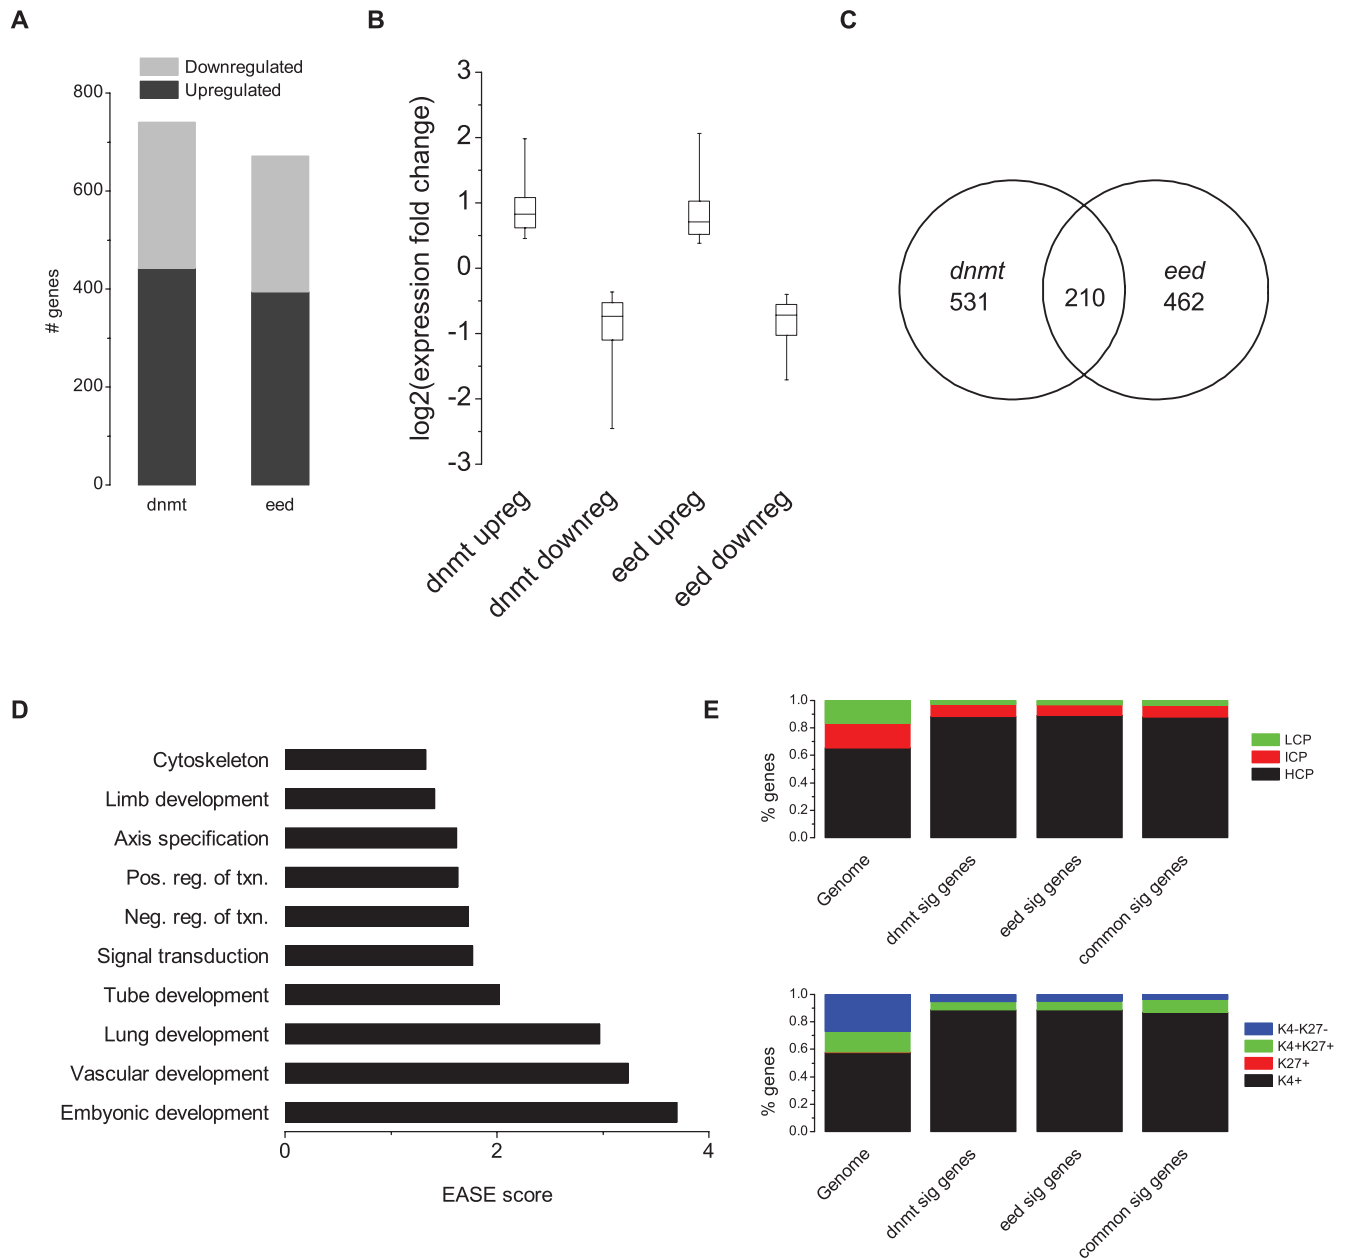 A
Downregulated
Upregulated
800
600
400
200
0
# genes
dnmt
eed
B
3
2
1
0
-1
-2
-3
log2(expression fold change)
dnmt upreg
dnmt downreg
eed upreg
eed downreg
C
dnmt
531
210
eed
462
D
Cytoskeleton
Limb development
Axis specification
Pos. reg. of txn.
Neg. reg. of txn.
Signal transduction
Tube development
Lung development
Vascular development
Embyonic development
0
2
4
EASE score
E
1.0
0.8
0.6
0.4
0.2
0.0
% genes
Genome
dnmt sig genes
eed sig genes
common sig genes
LCP
ICP
HCP
1.0
0.8
0.6
0.4
0.2
0.0
% genes
Genome
dnmt sig genes
eed sig genes
common sig genes
K4-K27-
K4+K27+
K27+
K4+